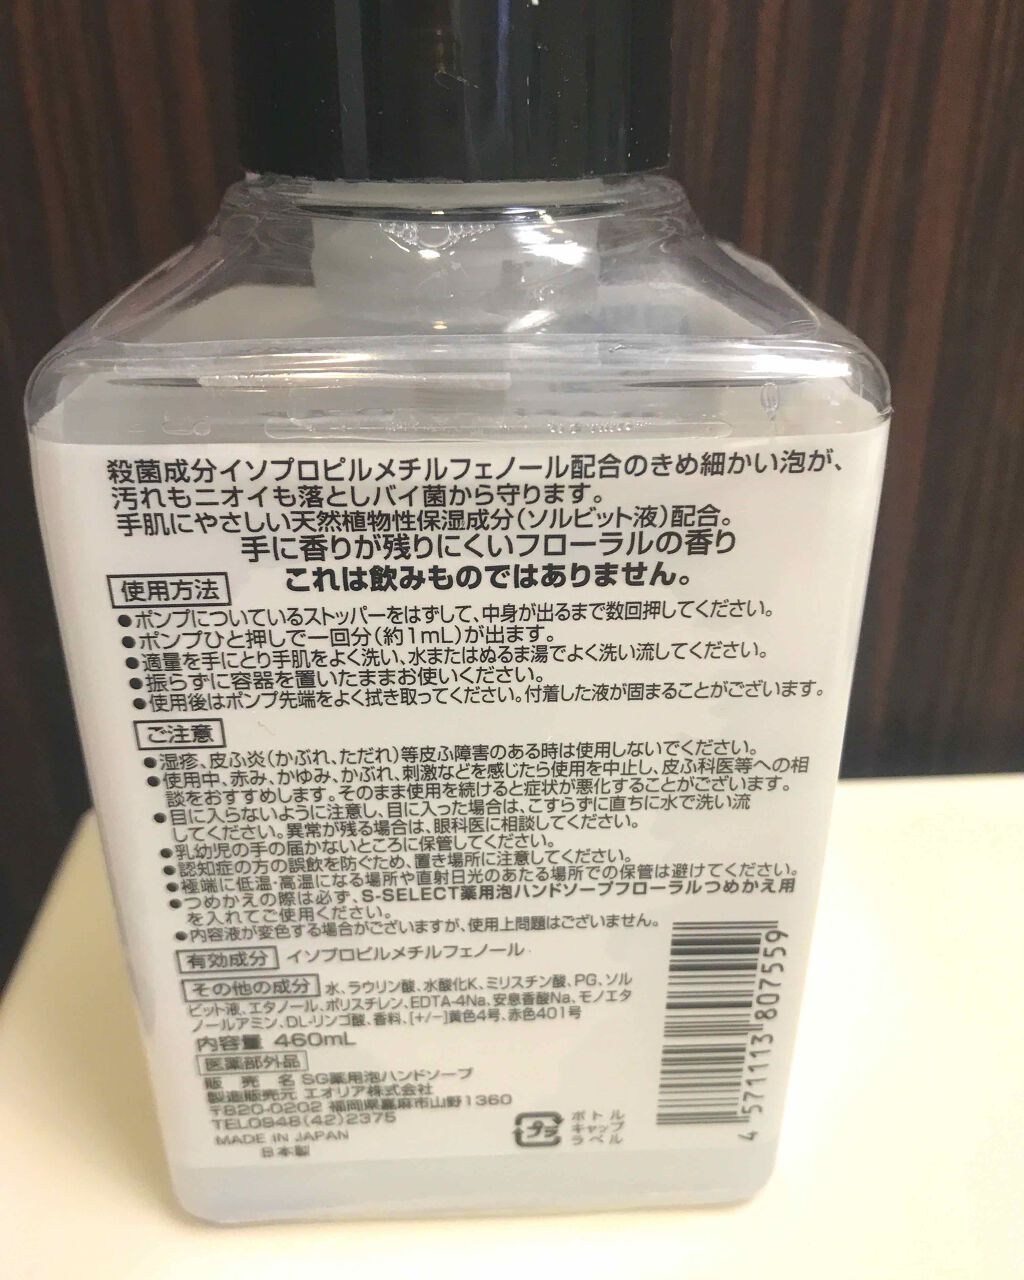 殺菌成分イソプロピルメチルフェノール配合のきめ細かい泡が、
汚れもニオイも落としバイ菌から守ります。
手肌にやさしい天然植物性保湿成分(ソルビット液)配合。
手に香りが残りにくいフローラルの香り
これは飲みものではありません。
使用方法
●ポンプについているストッパーをはずして、中身が出るまで数回押してください。
●ポンプひと押しで一回分(約1mL)が出ます。
●適量を手にとり手肌をよく洗い、水またはぬるま湯でよく洗い流してください。
●振らずに容器を置いたままお使いください。
●使用後はポンプ先端をよく拭き取ってください。付着した液が固まることがございます。
ご注意
●湿疹、皮ふ炎(かぶれ、ただれ)等皮ふ障害のある時は使用しないでください。
●使用中、赤み、かゆみ、かぶれ、刺激などを感じたら使用を中止し、皮ふ科医等への相
談をおすすめします。そのまま使用を続けると症状が悪化することがございます。
●目に入らないように注意し、目に入った場合は、こすらずに直ちに水で洗い流
してください。異常が残る場合は、眼科医に相談してください。
●乳幼児の手の届かないところに保管してください。
●認知症の方の誤飲を防ぐため、置き場所に注意してください。
●極端に低温・高温になる場所や直射日光のあたる場所での保管は避けてください。
●つめかえの際は必ず、S-SELECT薬用泡ハンドソープフローラルつめかえ用
を入れてご使用ください。
●内容液が変色する場合がございますが、使用上問題はございません。
有効成分 イソプロピルメチルフェノール
その他の成分 水、ラウリン酸、水酸化K、ミリスチン酸、PG、ソル
ビット液、エタノール、ポリスチレン、EDTA-4Na、安息香酸Na、モノエタ
ノールアミン、DL-リンゴ酸、香料、[+/-]黄色4号、赤色401号
内容量 460mL
医薬部外品
販売名 SG薬用泡ハンドソープ
製造販売元 エオリア株式会社
〒820-0202 福岡県嘉麻市山野1360
TEL0948(42)2375
MADE IN JAPAN
日本製
プラ
ボトル
キャップ
ラベル
4 571113 807559